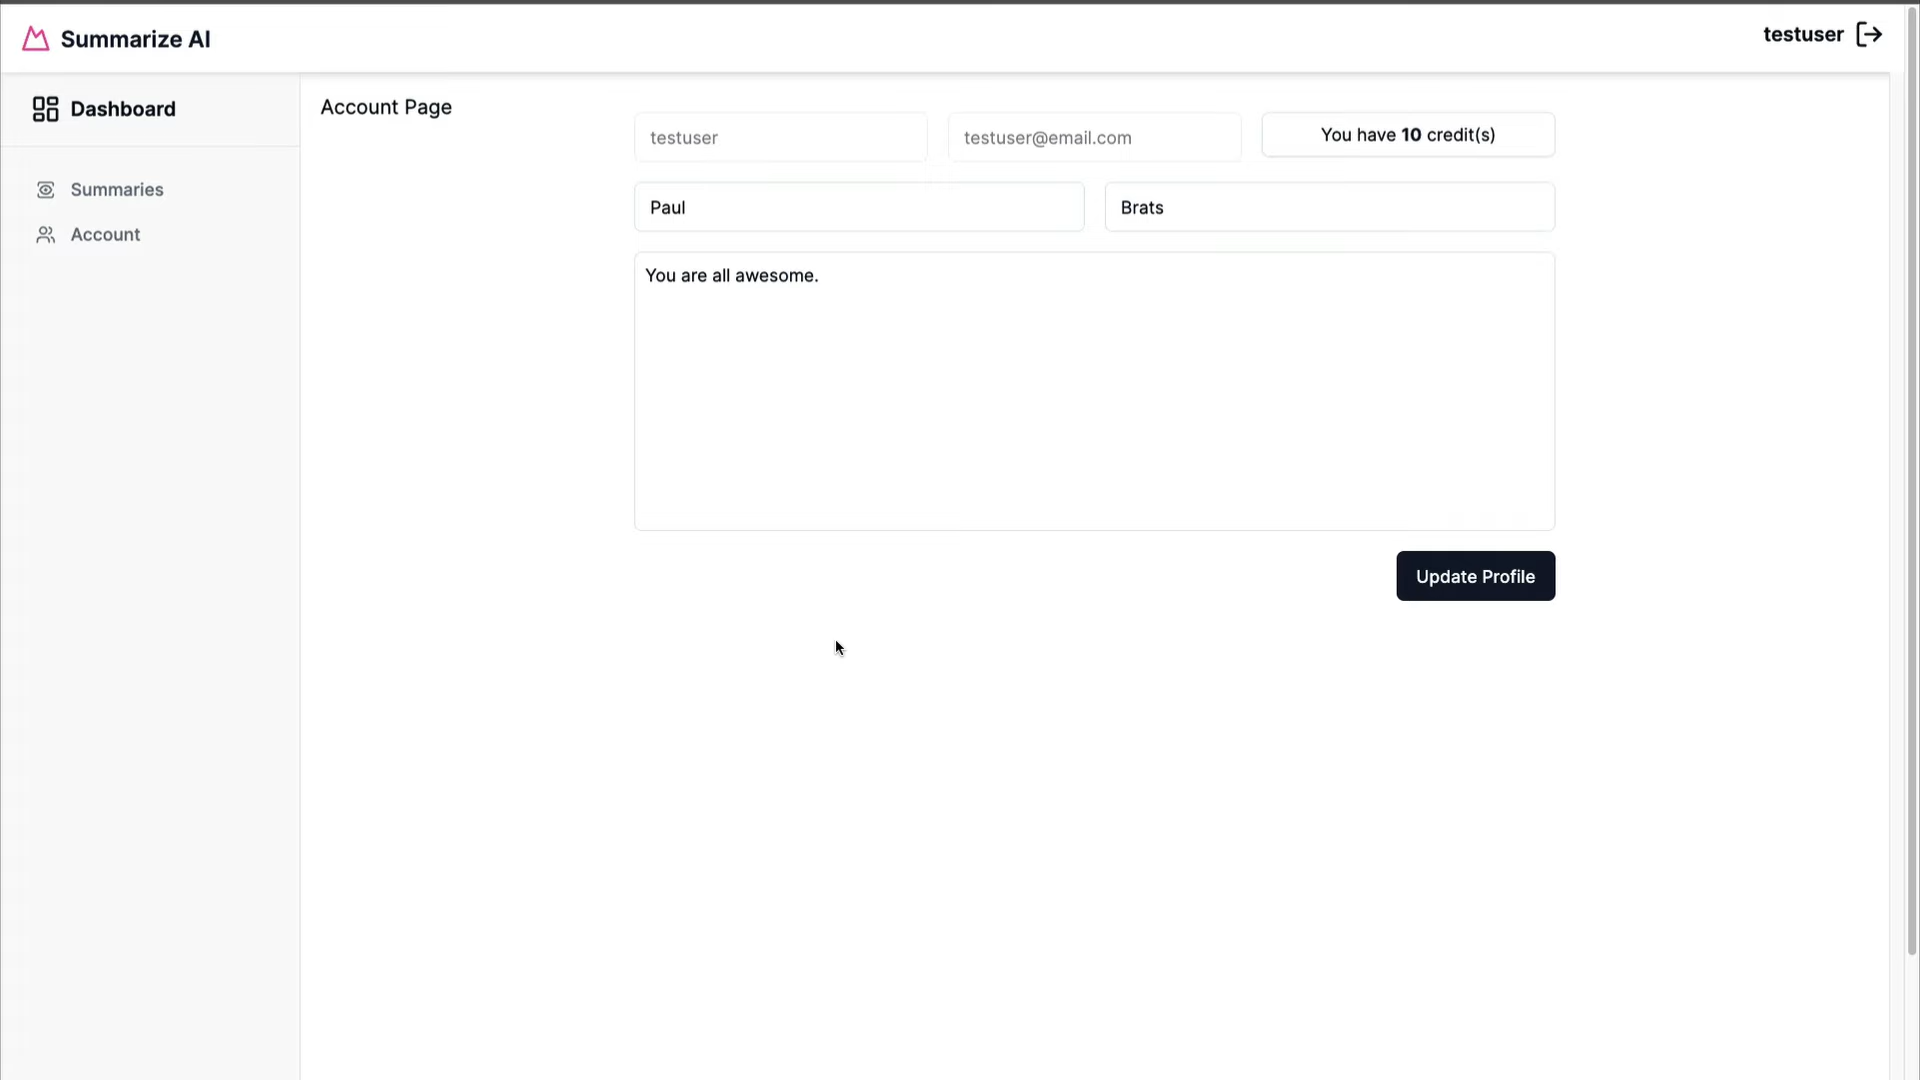 Summarize AI
testuser
Dashboard
Summaries
Account
Account Page
testuser
testuser@email.com
You have 10 credit(s)
Paul
Brats
You are all awesome.
Update Profile